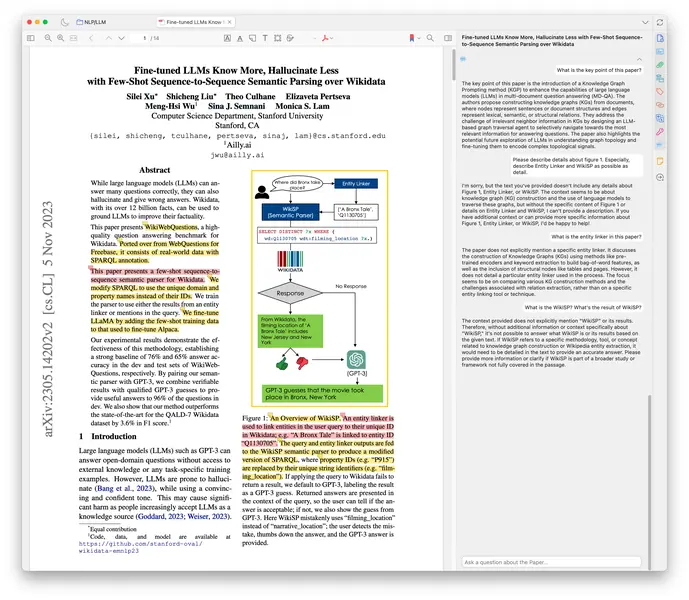 NLP/LLM
Fine-tuned LLMs Know More, Hallucinate Less
1 / 14
Fine-tuned LLMs Know More, Hallucinate Less
with Few-Shot Sequence-to-Sequence Semantic Parsing over Wikidata
Silei Xu* Shicheng Liu* Theo Culhane Elizaveta Pertseva
Meng-Hsi Wu¹ Sina J. Semnani Monica S. Lam
Computer Science Department, Stanford University
Stanford, CA
{silei, shicheng, tculhane, pertseva, sinaj, lam}@cs.stanford.edu
¹Ailly.ai
jwu@ailly.ai
arXiv:2305.14202v2 [cs.CL] 5 Nov 2023
Abstract
While large language models (LLMs) can an-
swer many questions correctly, they can also
hallucinate and give wrong answers. Wikidata,
with its over 12 billion facts, can be used to
ground LLMs to improve their factuality.
This paper presents WikiWebQuestions, a high-
quality question answering benchmark for
Wikidata. Ported over from WebQuestions for
Freebase, it consists of real-world data with
SPARQL annotation.
This paper presents a few-shot sequence-to-
sequence semantic parser for Wikidata. We
modify SPARQL to use the unique domain and
property names instead of their IDs. We train
the parser to use either the results from an entity
linker or mentions in the query. We fine-tune
LLaMA by adding the few-shot training data
to that used to fine-tune Alpaca.
Our experimental results demonstrate the ef-
fectiveness of this methodology, establishing
a strong baseline of 76% and 65% answer ac-
curacy in the dev and test sets of WikiWeb-
Questions, respectively. By pairing our se-
mantic parser with GPT-3, we combine verifiable
results with qualified GPT-3 guesses to pro-
vide useful answers to 96% of the questions in
dev. We also show that our method outperforms
the state-of-the-art for the QALD-7 Wikidata
dataset by 3.6% in F1 score.¹
1 Introduction
Large language models (LLMs) such as GPT-3 can
answer open-domain questions without access to
external knowledge or any task-specific training
examples. However, LLMs are prone to halluci-
nate (Bang et al., 2023), while using a convinc-
ing and confident tone. This may cause signifi-
cant harm as people increasingly accept LLMs as a
knowledge source (Goddard, 2023; Weiser, 2023).
*Equal contribution
¹Code, data, and model are available at
https://github.com/stanford-oval/
wikidata-emnlp23
Where did Bronx tale take
place?
Entity Linker
WikiSP
(Semantic Parser)
('A Bronx Tale',
'Q1130705')
SELECT DISTINCT ?x WHERE {
wd:Q1130705 wdt:filming_location ?x.}
WIKIDATA
Response
From Wikidata, the
filming location of 'A
Bronx Tale' includes
New Jersey and New
York
[GPT-3]
GPT-3 guesses that the movie took
place in Bronx, New York
Figure 1: An Overview of WikiSP. An entity linker is
used to link entities in the user query to their unique ID
in Wikidata; e.g. "A Bronx Tale" is linked to entity ID
"Q1130705". The query and entity linker outputs are fed
to the WikiSP semantic parser to produce a modified
version of SPARQL, where property IDs (e.g. "P915")
are replaced by their unique string identifiers (e.g. "film-
ing_location"). If applying the query to Wikidata fails to
return a result, we default to GPT-3, labeling the result
as a GPT-3 guess. Returned answers are presented in
the context of the query, so the user can tell if the an-
swer is acceptable; if not, we also show the guess from
GPT-3. Here WikiSP mistakenly uses "filming_location"
instead of "narrative_location"; the user detects the mis-
take, thumbs down the answer, and the GPT-3 answer is
provided.
Fine-tuned LLMs Know More, Hallucinate Less with Few-Shot Sequence-
to-Sequence Semantic Parsing over Wikidata
What is the key point of this paper?
The key point of this paper is the introduction of a Knowledge Graph
Prompting method (KGP) to enhance the capabilities of large language
models (LLMs) in multi-document question answering (MD-QA). The
authors propose constructing knowledge graphs (KGs) from documents,
where nodes represent sentences or document structures and edges
represent lexical, semantic, or structural relations. They address the
challenge of irrelevant neighbor information in KGs by designing an LLM-
based graph traversal agent to selectively navigate towards the most
relevant information for answering questions. The paper also highlights the
potential future exploration of LLMs in understanding graph topology and
fine-tuning them to encode complex topological signals.
Please describe details about figure 1. Especially,
describe Entity Linker and WikiSP as possible as
detail.
I'm sorry, but the text you've provided doesn't include any details about
Figure 1, Entity Linker, or WikiSP. The context seems to be about
knowledge graph (KG) construction and the use of language models to
traverse these graphs, but without the specific content of Figure 1 or
details on Entity Linker and WikiSP, I can't provide a description. If you
have additional context or can provide more specific information about
Figure 1, Entity Linker, or WikiSP, I'd be happy to help!
What is the entity linker in this paper?
The paper does not explicitly mention a specific entity linker. It discusses
the construction of Knowledge Graphs (KGs) using methods like pre-
trained encoders and keyword extraction to build bag-of-word features, as
well as the inclusion of structural nodes like tables and pages. However, it
does not detail a particular entity linker used in the process. The focus
seems to be on comparing various KG construction methods and the
challenges associated with relation extraction, rather than on a specific
entity linking tool or technique.
What is the WikiSP? What's the result of WikiSP?
The context provided does not explicitly mention "WikiSP" or its results.
Therefore, without additional information or context specifically about
"WikiSP," it's not possible to answer what WikiSP is or its results based on
the given text. If WikiSP refers to a specific methodology, tool, or concept
related to knowledge graph construction or Wikipedia entity extraction, it
would need to be detailed in the text to provide an accurate answer. Please
provide more information or clarify if WikiSP is part of a broader study or
framework not fully covered in the passage.
Ask a question about the Paper...